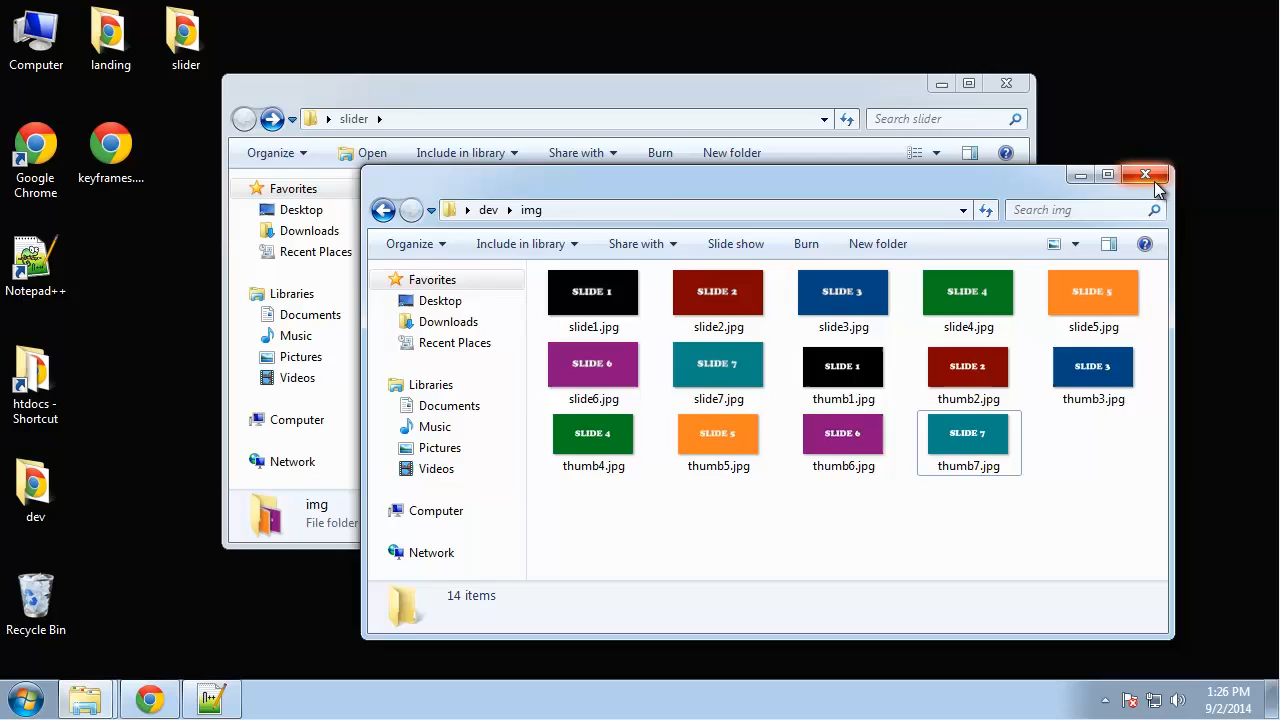 Computer
landing
slider
Google Chrome
keyframes....
Notepad++
htdocs - Shortcut
dev
Recycle Bin
slider
Search slider
Organize
Open
Include in library
Share with
Burn
New folder
Favorites
Desktop
Downloads
Recent Places
Libraries
Documents
Music
Pictures
Videos
Computer
Network
img
File folder
dev
img
Search img
Organize
Include in library
Share with
Slide show
Burn
New folder
Favorites
Desktop
Downloads
Recent Places
Libraries
Documents
Music
Pictures
Videos
Computer
Network
SLIDE 1
SLIDE 2
SLIDE 3
SLIDE 4
SLIDE 5
slide1.jpg
slide2.jpg
slide3.jpg
slide4.jpg
slide5.jpg
SLIDE 6
SLIDE 7
SLIDE 1
SLIDE 2
SLIDE 3
slide6.jpg
slide7.jpg
thumb1.jpg
thumb2.jpg
thumb3.jpg
SLIDE 4
SLIDE 5
SLIDE 6
SLIDE 7
thumb4.jpg
thumb5.jpg
thumb6.jpg
thumb7.jpg
14 items
1:26 PM
9/2/2014